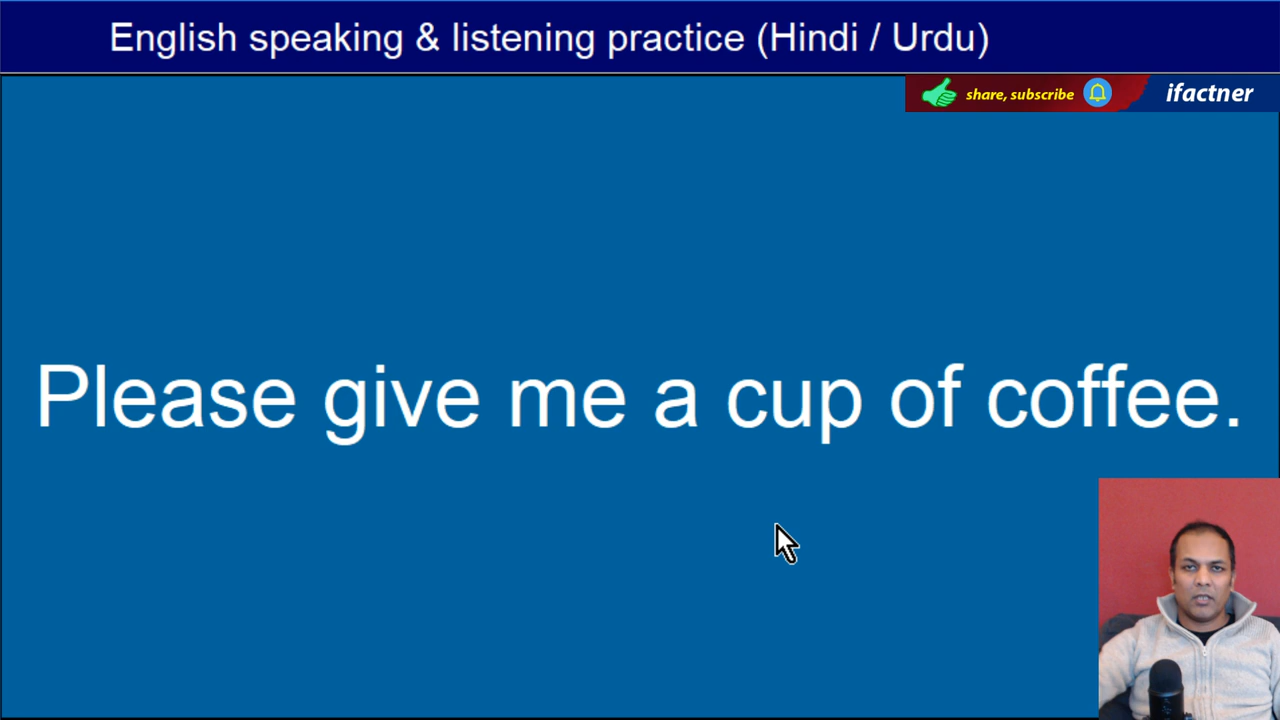 English speaking & listening practice (Hindi / Urdu)
share, subscribe
ifactner
Please give me a cup of coffee.